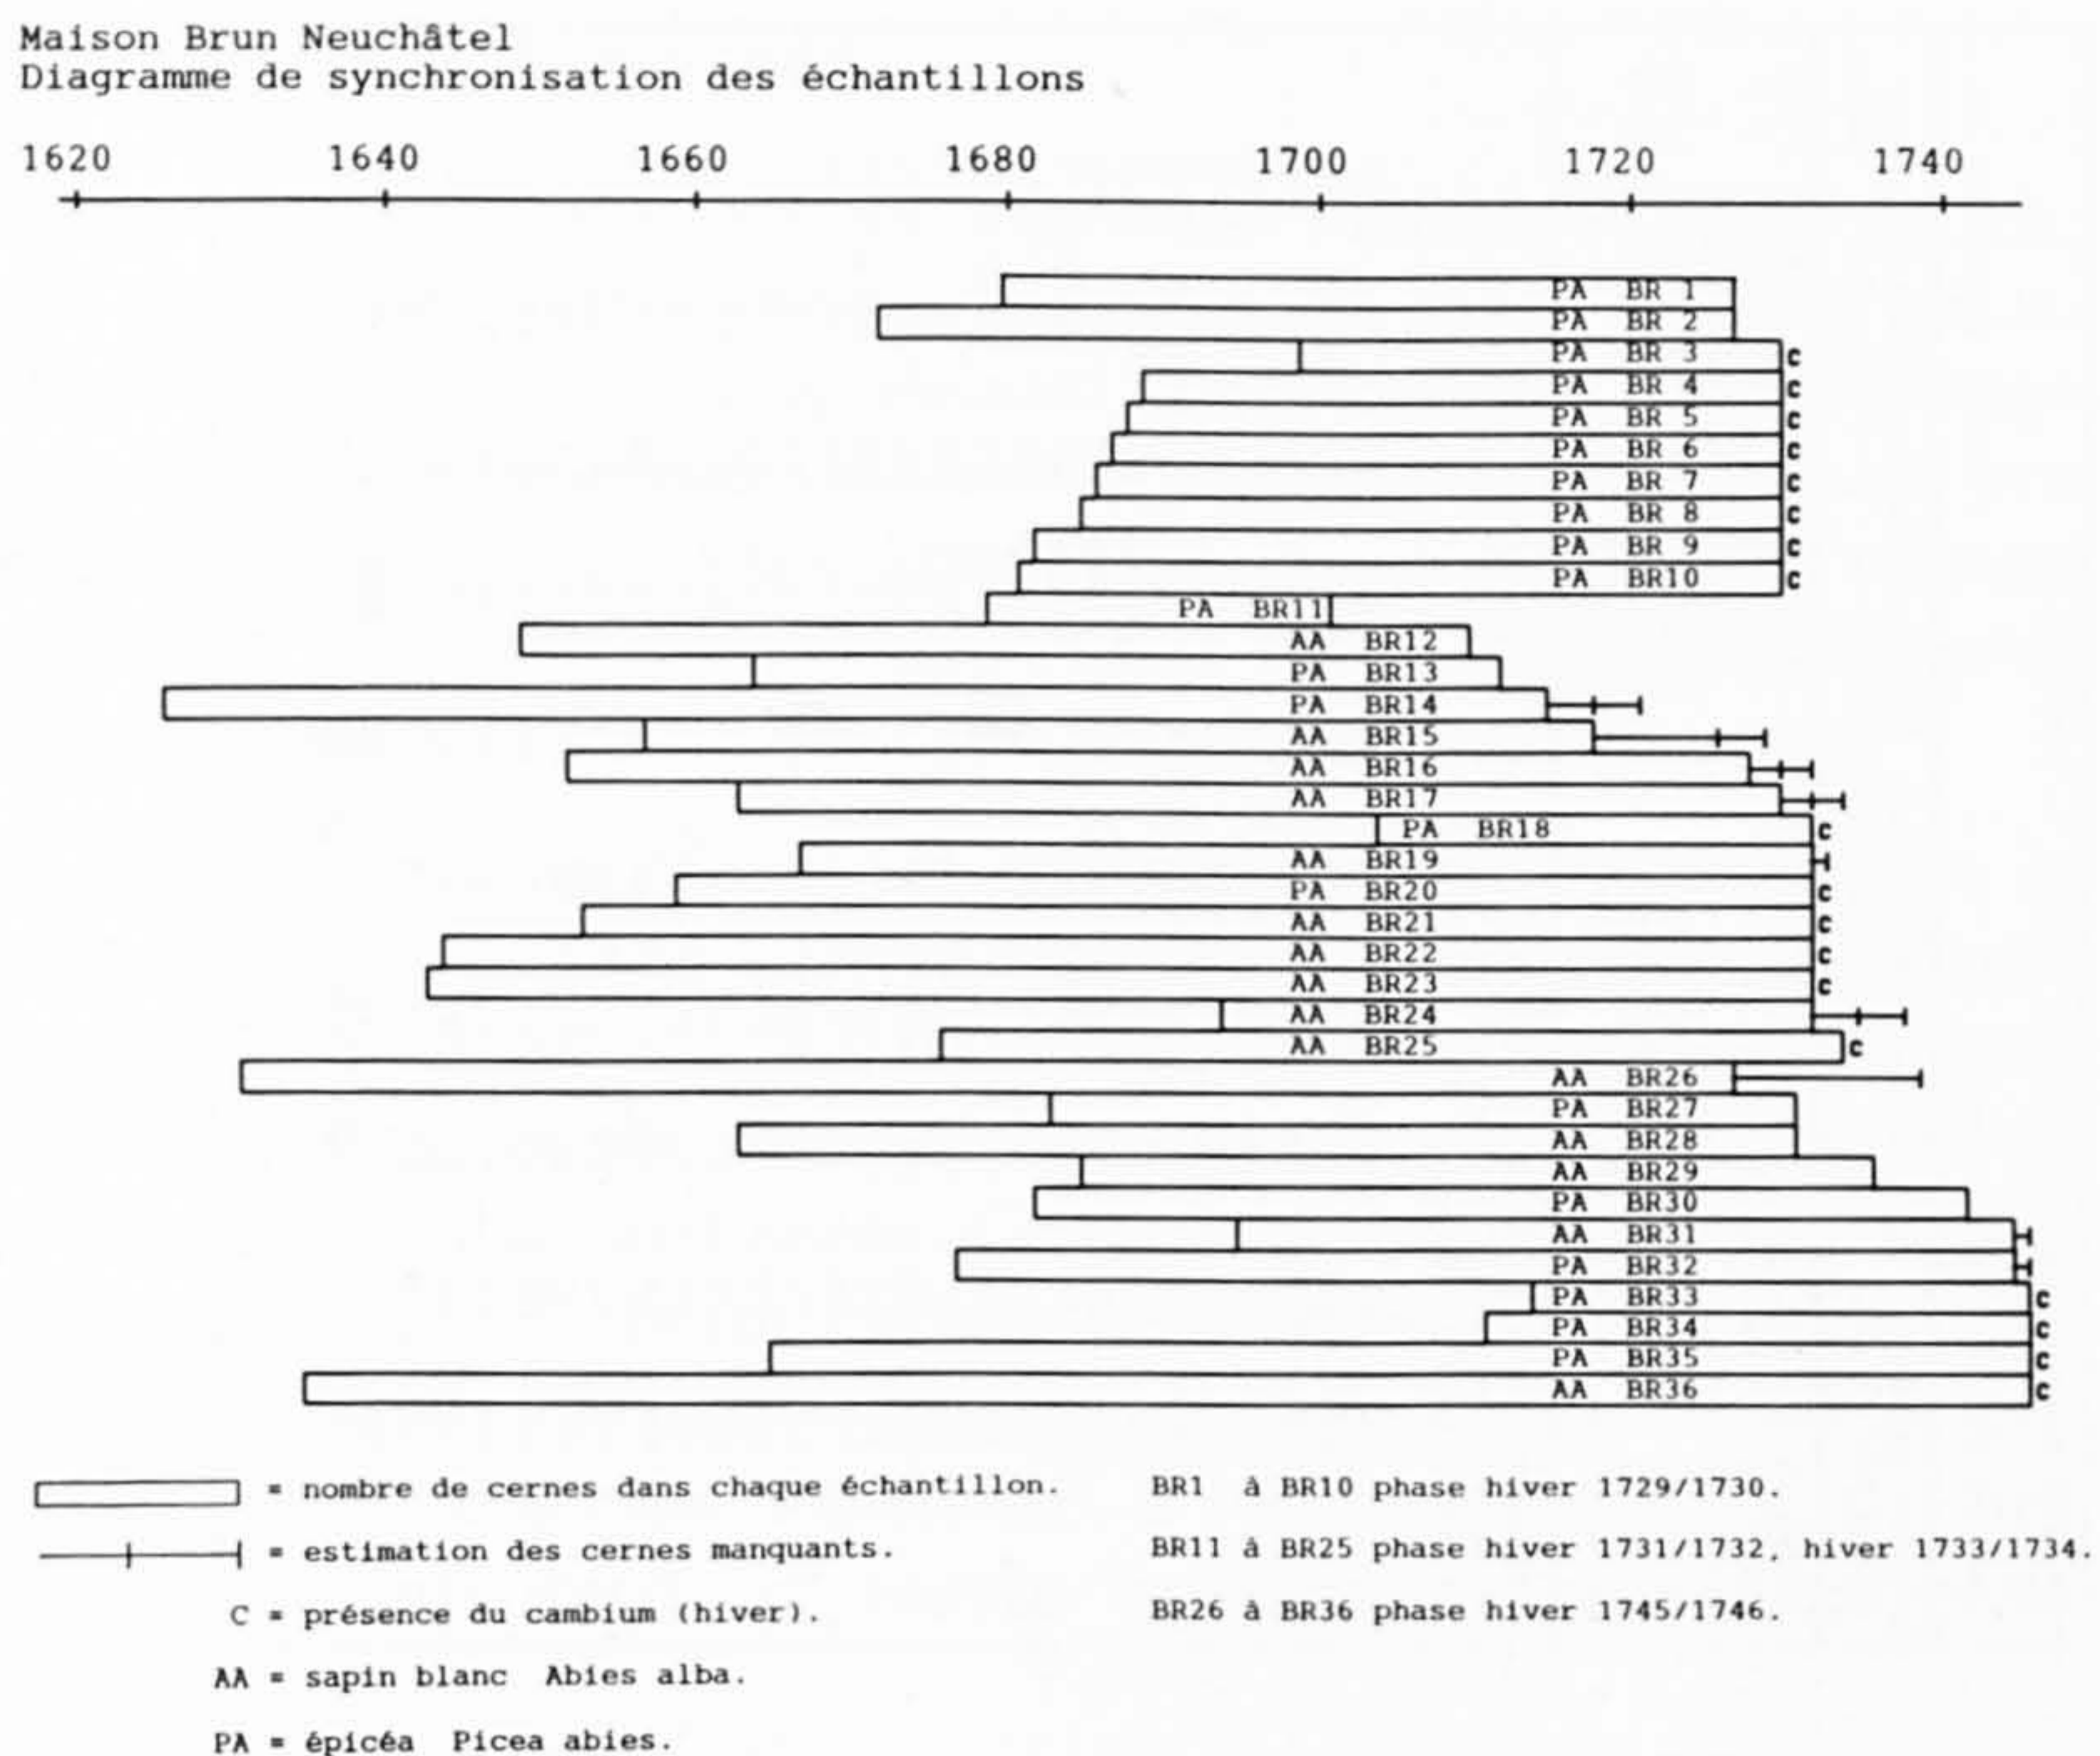 Maison Brun Neuchâtel
Diagramme de synchronisation des échantillons
1620 1640 1660 1680 1700 1720 1740
PA BR 1
PA BR 2
PA BR 3 c
PA BR 4 c
PA BR 5 c
PA BR 6 c
PA BR 7 c
PA BR 8 c
PA BR 9 c
PA BR10 c
PA BR11
AA BR12
PA BR13
PA BR14
AA BR15
AA BR16
AA BR17
PA BR18 c
AA BR19
PA BR20 c
AA BR21 c
AA BR22 c
AA BR23 c
AA BR24
AA BR25 c
AA BR26
PA BR27
AA BR28
AA BR29
PA BR30
AA BR31
PA BR32
PA BR33 c
PA BR34 c
PA BR35 c
AA BR36 c
= nombre de cernes dans chaque échantillon.
= estimation des cernes manquants.
C = présence du cambium (hiver).
AA = sapin blanc Abies alba.
PA = épicéa Picea abies.
BR1 à BR10 phase hiver 1729/1730.
BR11 à BR25 phase hiver 1731/1732, hiver 1733/1734.
BR26 à BR36 phase hiver 1745/1746.